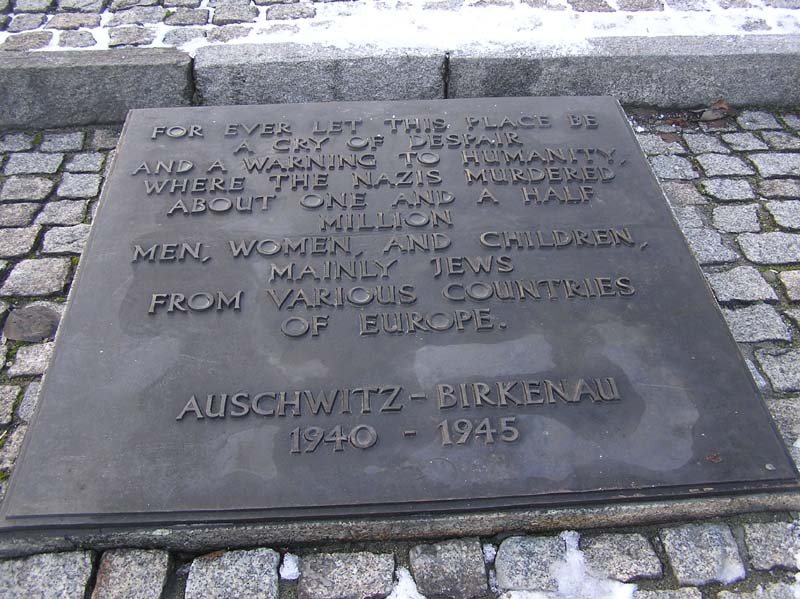 FOR EVER LET THIS PLACE BE
A CRY OF DESPAIR
AND A WARNING TO HUMANITY,
WHERE THE NAZIS MURDERED
ABOUT ONE AND A HALF
MILLION
MEN, WOMEN, AND CHILDREN,
MAINLY JEWS
FROM VARIOUS COUNTRIES
OF EUROPE.
AUSCHWITZ-BIRKENAU
1940 - 1945